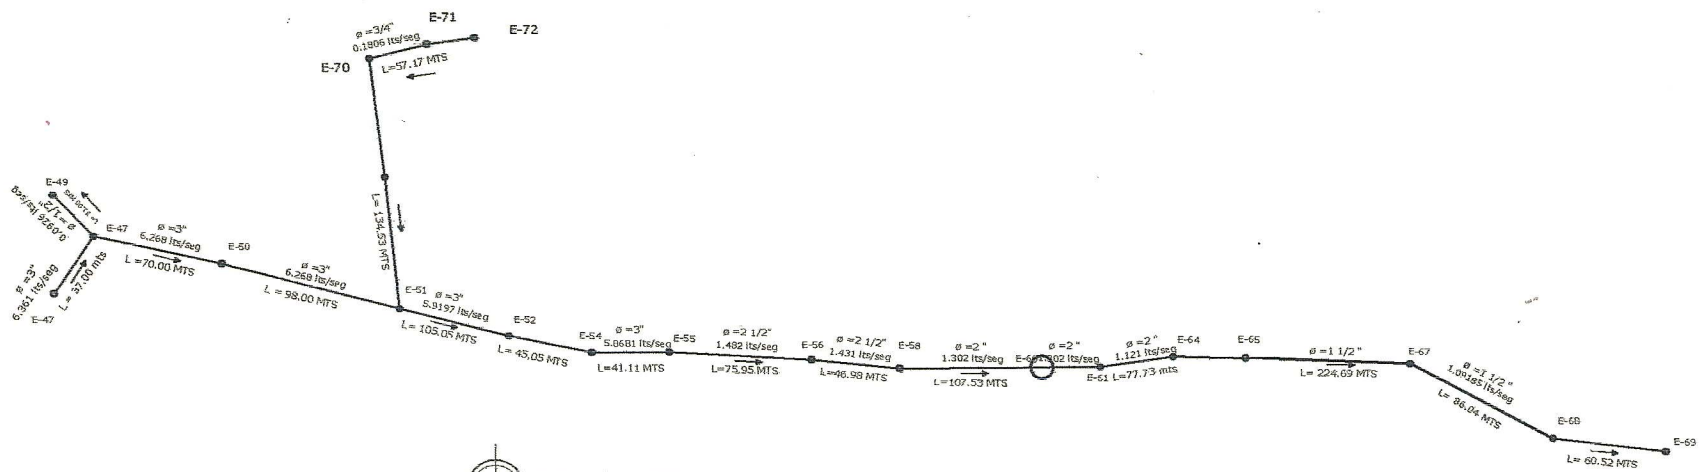 E-71
E-72
ø =3/4"
0.1806 lts/seg
E-70
L=57.17 MTS
L= 134.53 MTS
E-49
ø =1/2"
0.0926 lts/seg
E-47
ø =3"
6.361 lts/seg
L= 37.00 mts
E-47
ø =3"
6.268 lts/seg
L =70.00 MTS
E-50
ø =3"
6.268 lts/seg
L = 98.00 MTS
E-51
ø =3"
5.9197 lts/seg
L= 105.05 MTS
E-52
L= 45.05 MTS
E-54
ø =3"
5.8681 lts/seg
L=41.11 MTS
E-55
ø =2 1/2"
1.482 lts/seg
L=75.95 MTS
E-56
ø =2 1/2"
1.431 lts/seg
L=46.98 MTS
E-58
ø =2 "
1.302 lts/seg
L=107.53 MTS
ø =2 "
lts/seg
E-51
ø =2 "
1.121 lts/seg
L=77.73 mts
E-64
E-65
ø =1 1/2 "
L= 224.69 MTS
E-67
ø =1 1/2 "
1.09185 lts/seg
L= 86.04 MTS
E-68
L= 60.52 MTS
E-69